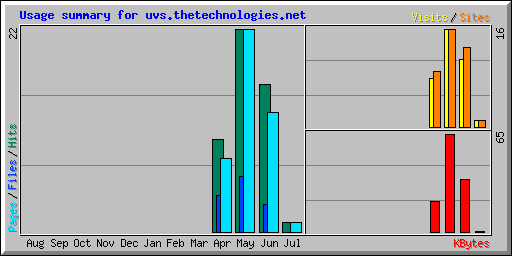 Usage summary for uvs.thetechnologies.net
Visits/Sites
22
16
Pages/Files/Hits
65
Aug Sep Oct Nov Dec Jan Feb Mar Apr May Jun Jul
KBytes